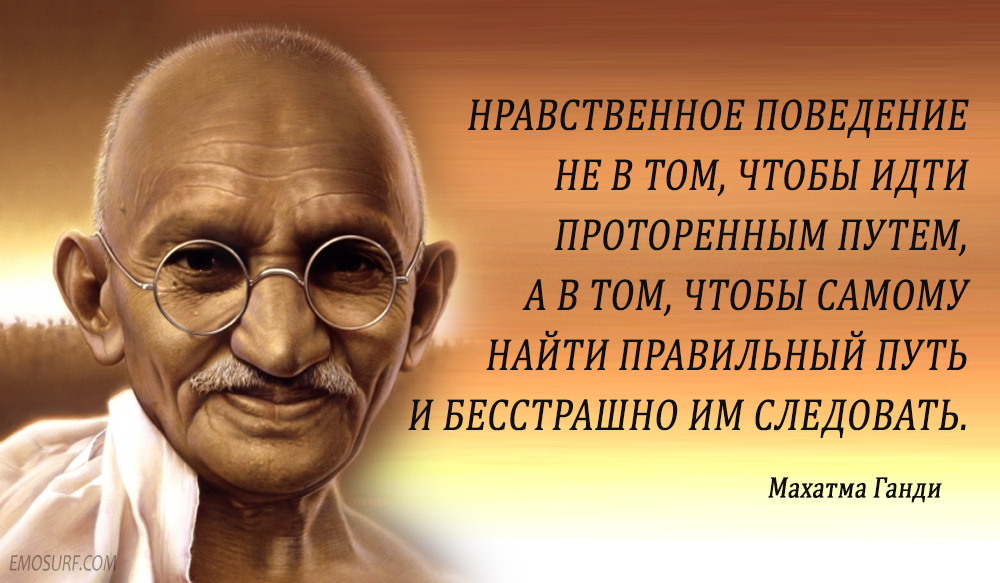 НРАВСТВЕННОЕ ПОВЕДЕНИЕ
НЕ В ТОМ, ЧТОБЫ ИДТИ
ПРОТОРЕННЫМ ПУТЕМ,
А В ТОМ, ЧТОБЫ САМОМУ
НАЙТИ ПРАВИЛЬНЫЙ ПУТЬ
И БЕССТРАШНО ИМ СЛЕДОВАТЬ.
Махатма Ганди
EMOSURF.COM